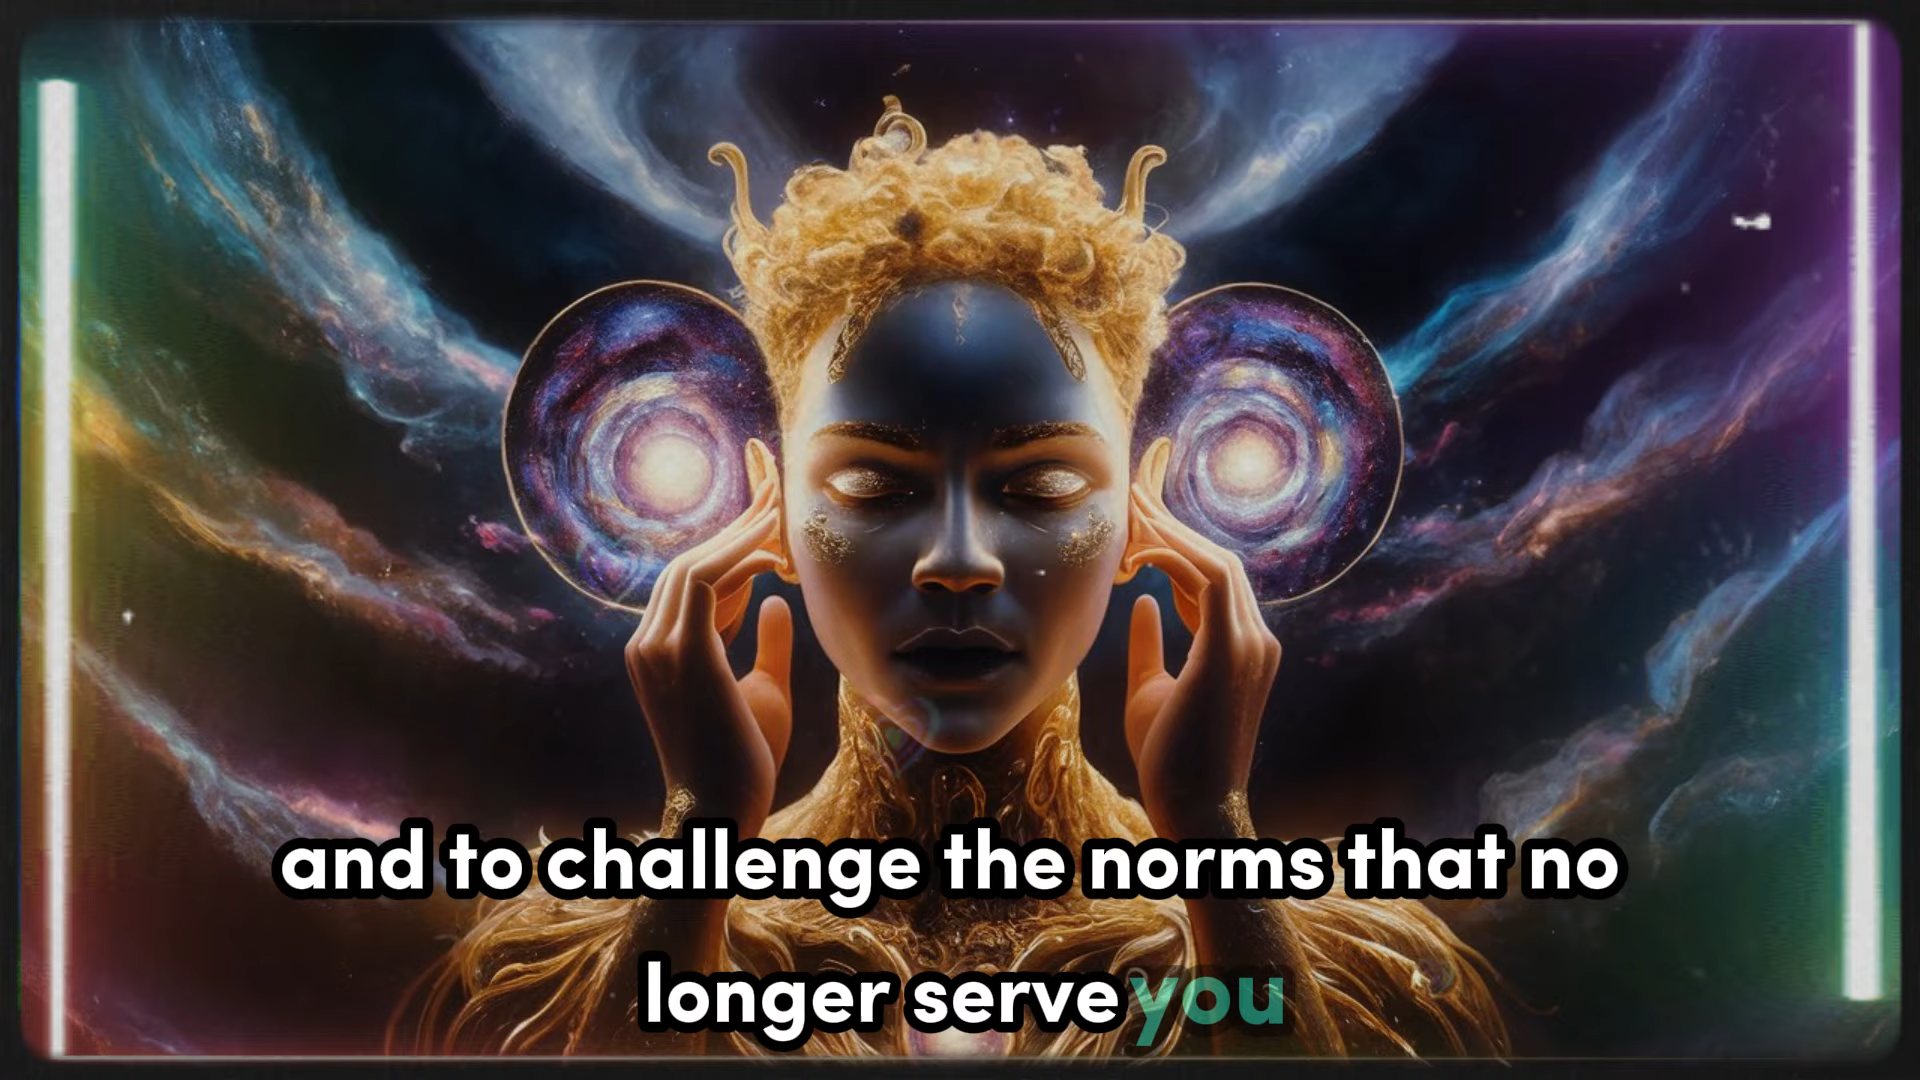 and to challenge the norms that no
longer serve you